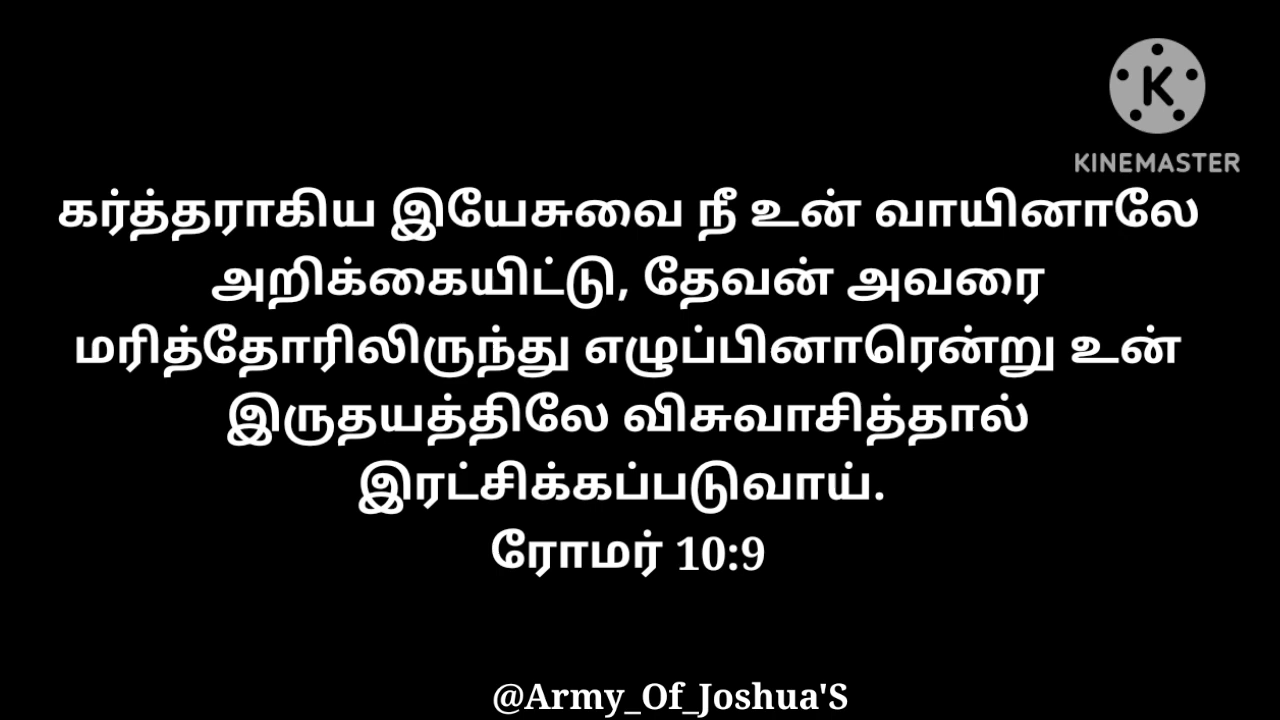 K
KINEMASTER
கர்த்தராகிய இயேசுவை நீ உன் வாயினாலே
அறிக்கையிட்டு, தேவன் அவரை
மரித்தோரிலிருந்து எழுப்பினாரென்று உன்
இருதயத்திலே விசுவாசித்தால்
இரட்சிக்கப்படுவாய்.
ரோமர் 10:9
@Army_Of_Joshua'S